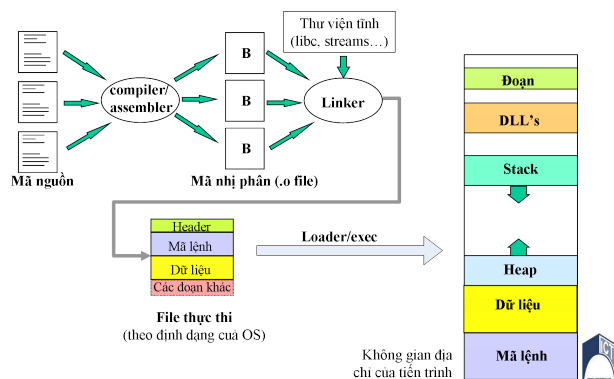 Thư viện tĩnh
(libc, streams…)
compiler/
assembler
B
B
B
Linker
Mã nguồn
Mã nhị phân (.o file)
Header
Mã lệnh
Dữ liệu
Các đoạn khác
File thực thi
(theo định dạng cuả OS)
Loader/exec
Đoạn
DLL's
Stack
Heap
Dữ liệu
Mã lệnh
Không gian địa
chỉ của tiến trình